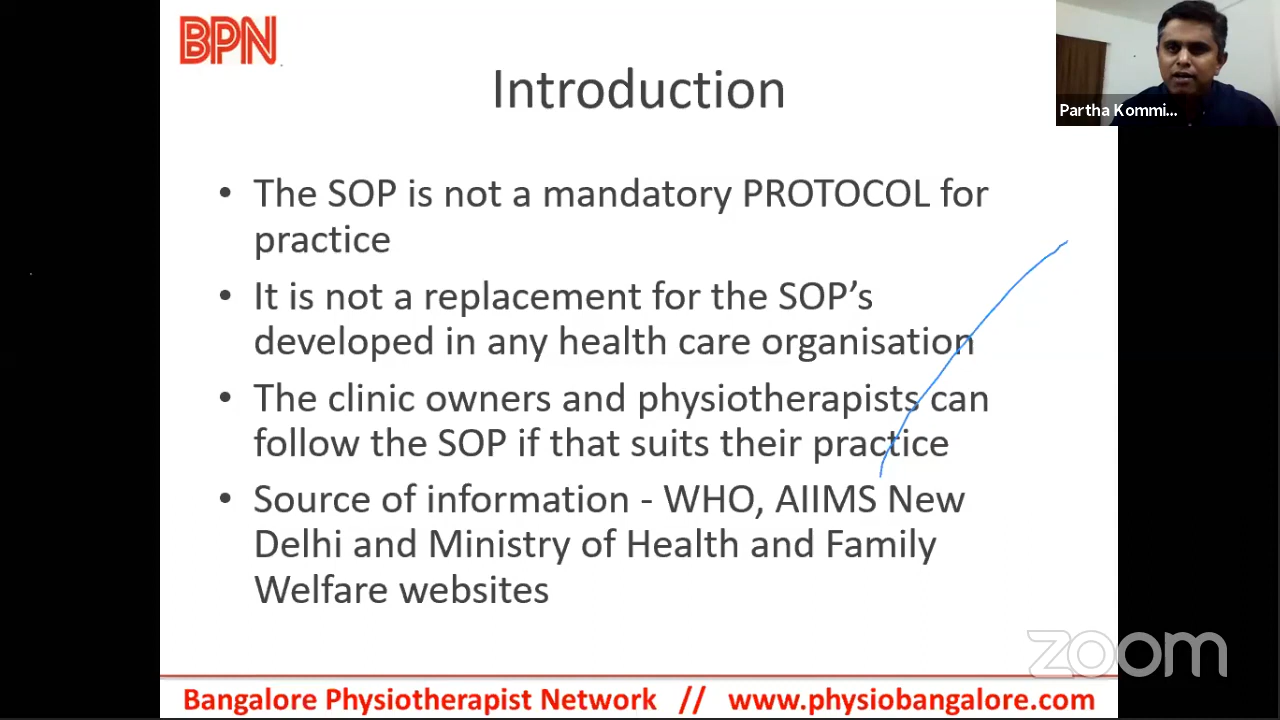 BPN
Introduction
Partha Kommi...
• The SOP is not a mandatory PROTOCOL for
practice
• It is not a replacement for the SOP's
developed in any health care organisation
• The clinic owners and physiotherapists can
follow the SOP if that suits their practice
• Source of information - WHO, AIIMS New
Delhi and Ministry of Health and Family
Welfare websites
zoom
Bangalore Physiotherapist Network // www.physiobangalore.com